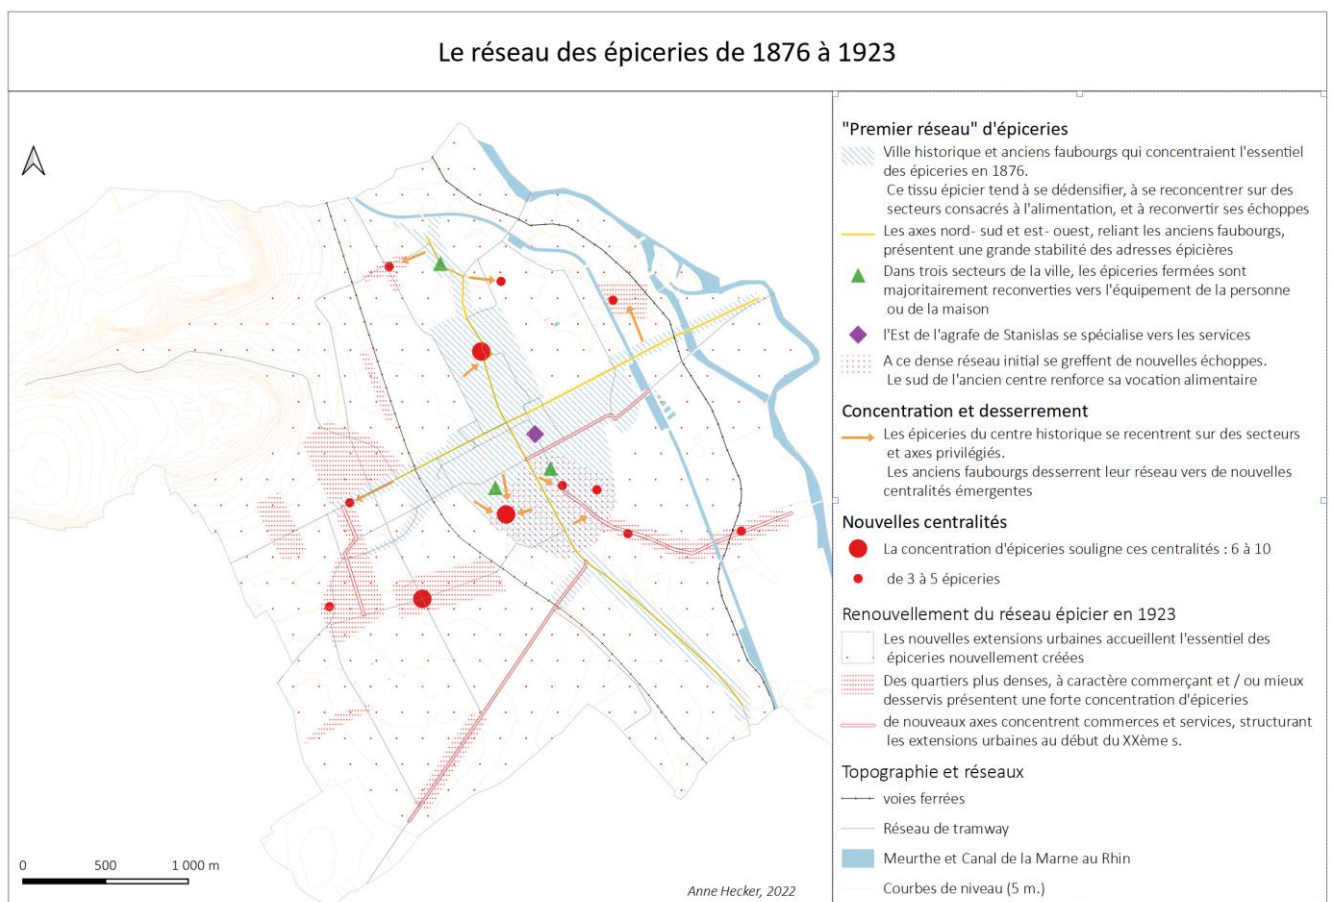 Le réseau des épiceries de 1876 à 1923
"Premier réseau" d'épiceries
Ville historique et anciens faubourgs qui concentraient l'essentiel
des épiceries en 1876.
Ce tissu épicier tend à se dédensifier, à se reconcentrer sur des
secteurs consacrés à l'alimentation, et à reconvertir ses échoppes
Les axes nord- sud et est- ouest, reliant les anciens faubourgs,
présentent une grande stabilité des adresses épicières
Dans trois secteurs de la ville, les épiceries fermées sont
majoritairement reconverties vers l'équipement de la personne
ou de la maison
l'Est de l'agrafe de Stanislas se spécialise vers les services
A ce dense réseau initial se greffent de nouvelles échoppes.
Le sud de l'ancien centre renforce sa vocation alimentaire
Concentration et desserrement
Les épiceries du centre historique se recentrent sur des secteurs
et axes privilégiés.
Les anciens faubourgs desserrent leur réseau vers de nouvelles
centralités émergentes
Nouvelles centralités
La concentration d'épiceries souligne ces centralités : 6 à 10
de 3 à 5 épiceries
Renouvellement du réseau épicier en 1923
Les nouvelles extensions urbaines accueillent l'essentiel des
épiceries nouvellement créées
Des quartiers plus denses, à caractère commerçant et / ou mieux
desservis présentent une forte concentration d'épiceries
de nouveaux axes concentrent commerces et services, structurant
les extensions urbaines au début du XXème s.
Topographie et réseaux
voies ferrées
Réseau de tramway
Meurthe et Canal de la Marne au Rhin
Courbes de niveau (5 m.)
0 500 1 000 m
Anne Hecker, 2022